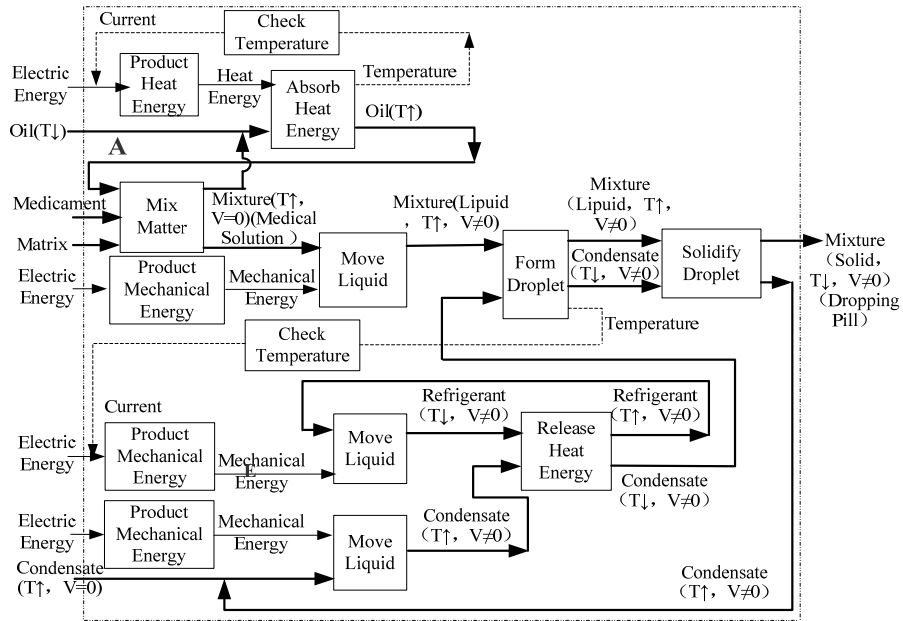 Current
Check
Temperature
Electric
Energy
Product
Heat
Energy
Heat
Energy
Absorb
Heat
Energy
Temperature
Oil(T↓)
Oil(T↑)
A
Medicament
Matrix
Mix
Matter
Mixture(T↑,
V=0)(Medical
Solution )
Mixture(Lipuid
, T↑, V≠0)
Mixture
(Lipuid, T↑,
V≠0)
Condensate
(T↓, V≠0)
Form
Droplet
Solidify
Droplet
Mixture
(Solid,
T↓, V≠0)
(Dropping
Pill)
Electric
Energy
Product
Mechanical
Energy
Mechanical
Energy
Move
Liquid
Temperature
Check
Temperature
Current
Electric
Energy
Product
Mechanical
Energy
Mechanical
E
Energy
Move
Liquid
Refrigerant
(T↓, V≠0)
Release
Heat
Energy
Refrigerant
(T↑, V≠0)
Condensate
(T↓, V≠0)
Electric
Energy
Product
Mechanical
Energy
Mechanical
Energy
Move
Liquid
Condensate
(T↑, V≠0)
Condensate
(T↑, V=0)
Condensate
(T↑, V≠0)